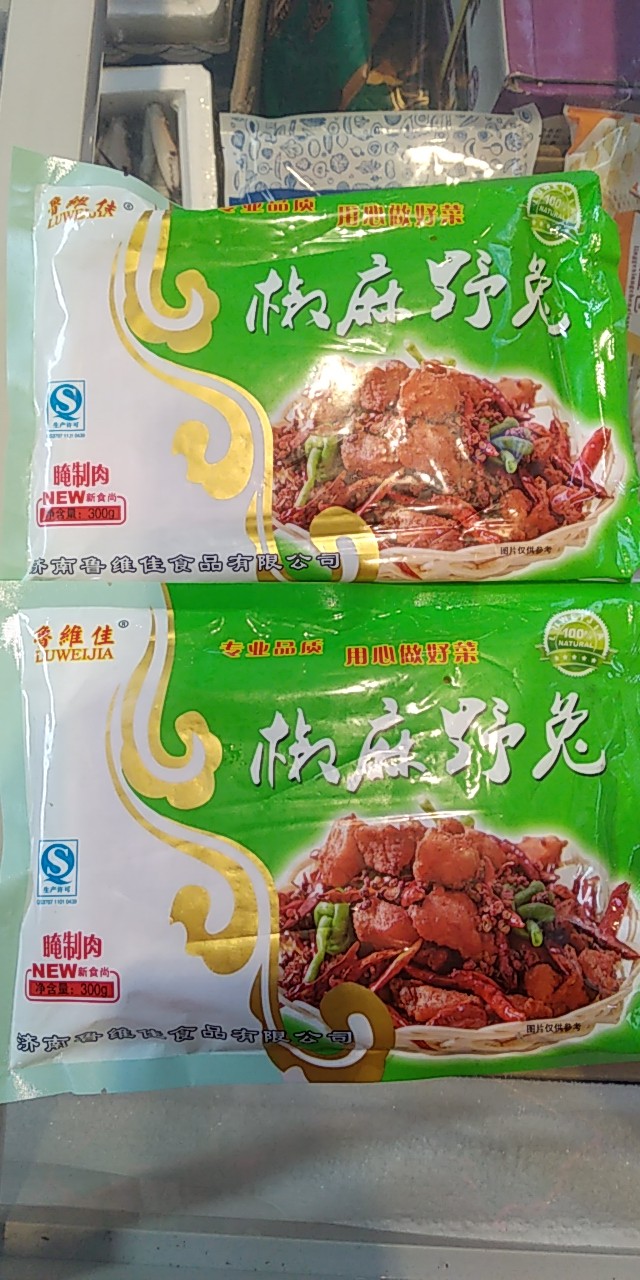 魯維佳®
LUWEIJIA
专业品质 用心做好菜
100%
NATURAL
椒麻野兔
S
生产许可
腌制肉
NEW新食尚
净含量：300g
图片仅供参考
济南鲁维佳食品有限公司
魯維佳®
LUWEIJIA
专业品质 用心做好菜
100%
NATURAL
椒麻野兔
S
生产许可
腌制肉
NEW新食尚
净含量：300g
图片仅供参考
济南鲁维佳食品有限公司